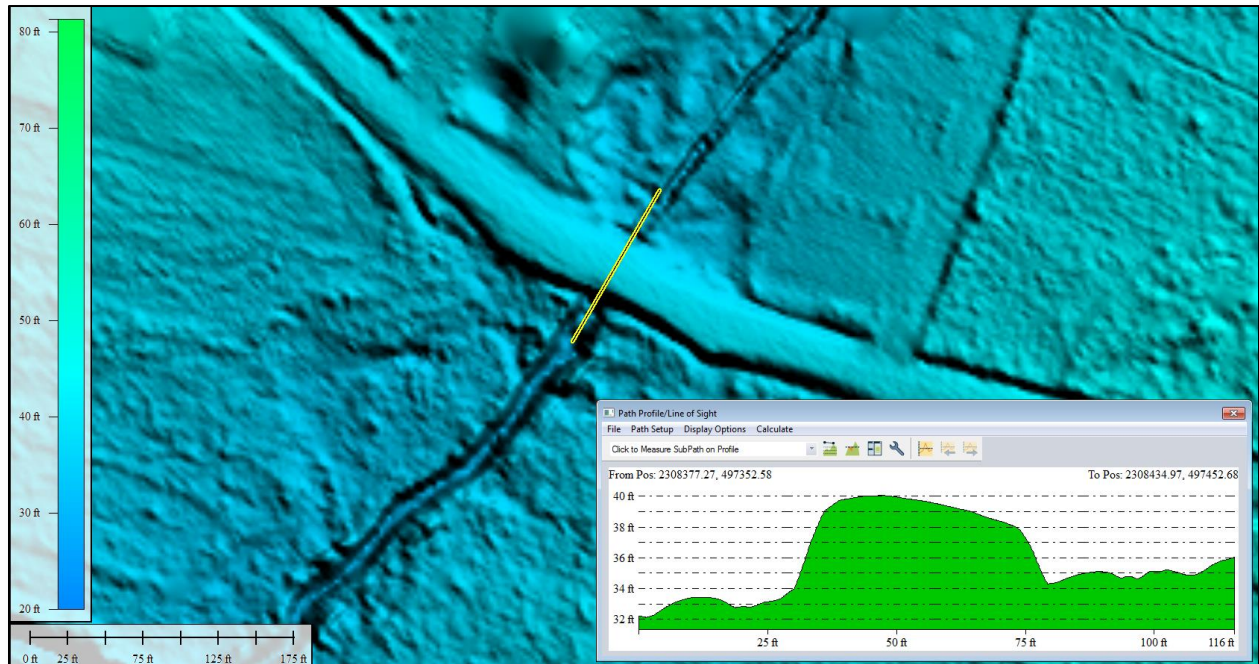 80 ft
70 ft
60 ft
50 ft
40 ft
30 ft
20 ft
0 ft 25 ft 75 ft 125 ft 175 ft
Path Profile/Line of Sight
File Path Setup Display Options Calculate
Click to Measure SubPath on Profile
From Pos: 2308377.27, 497352.58 To Pos: 2308434.97, 497452.68
40 ft
38 ft
36 ft
34 ft
32 ft
25 ft 50 ft 75 ft 100 ft 116 ft